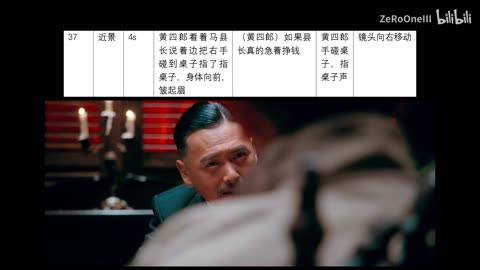 ZeRoOneIII bilibili
37
近景
4s
黄四郎看着马县
长说着边把右手
碰到桌子指了指
桌子，身体向前，
皱起眉
（黄四郎）如果县
长真的急着挣钱
黄四郎
手碰桌
子、指
桌子声
镜头向右移动